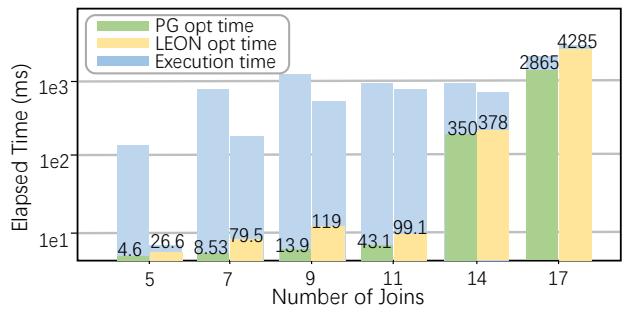 PG opt time
LEON opt time
Execution time
Elapsed Time (ms)
1e3
1e2
1e1
4.6 26.6 8.53 79.5 13.9 119 43.1 99.1 350 378 2865 4285
5 7 9 11 14 17
Number of Joins